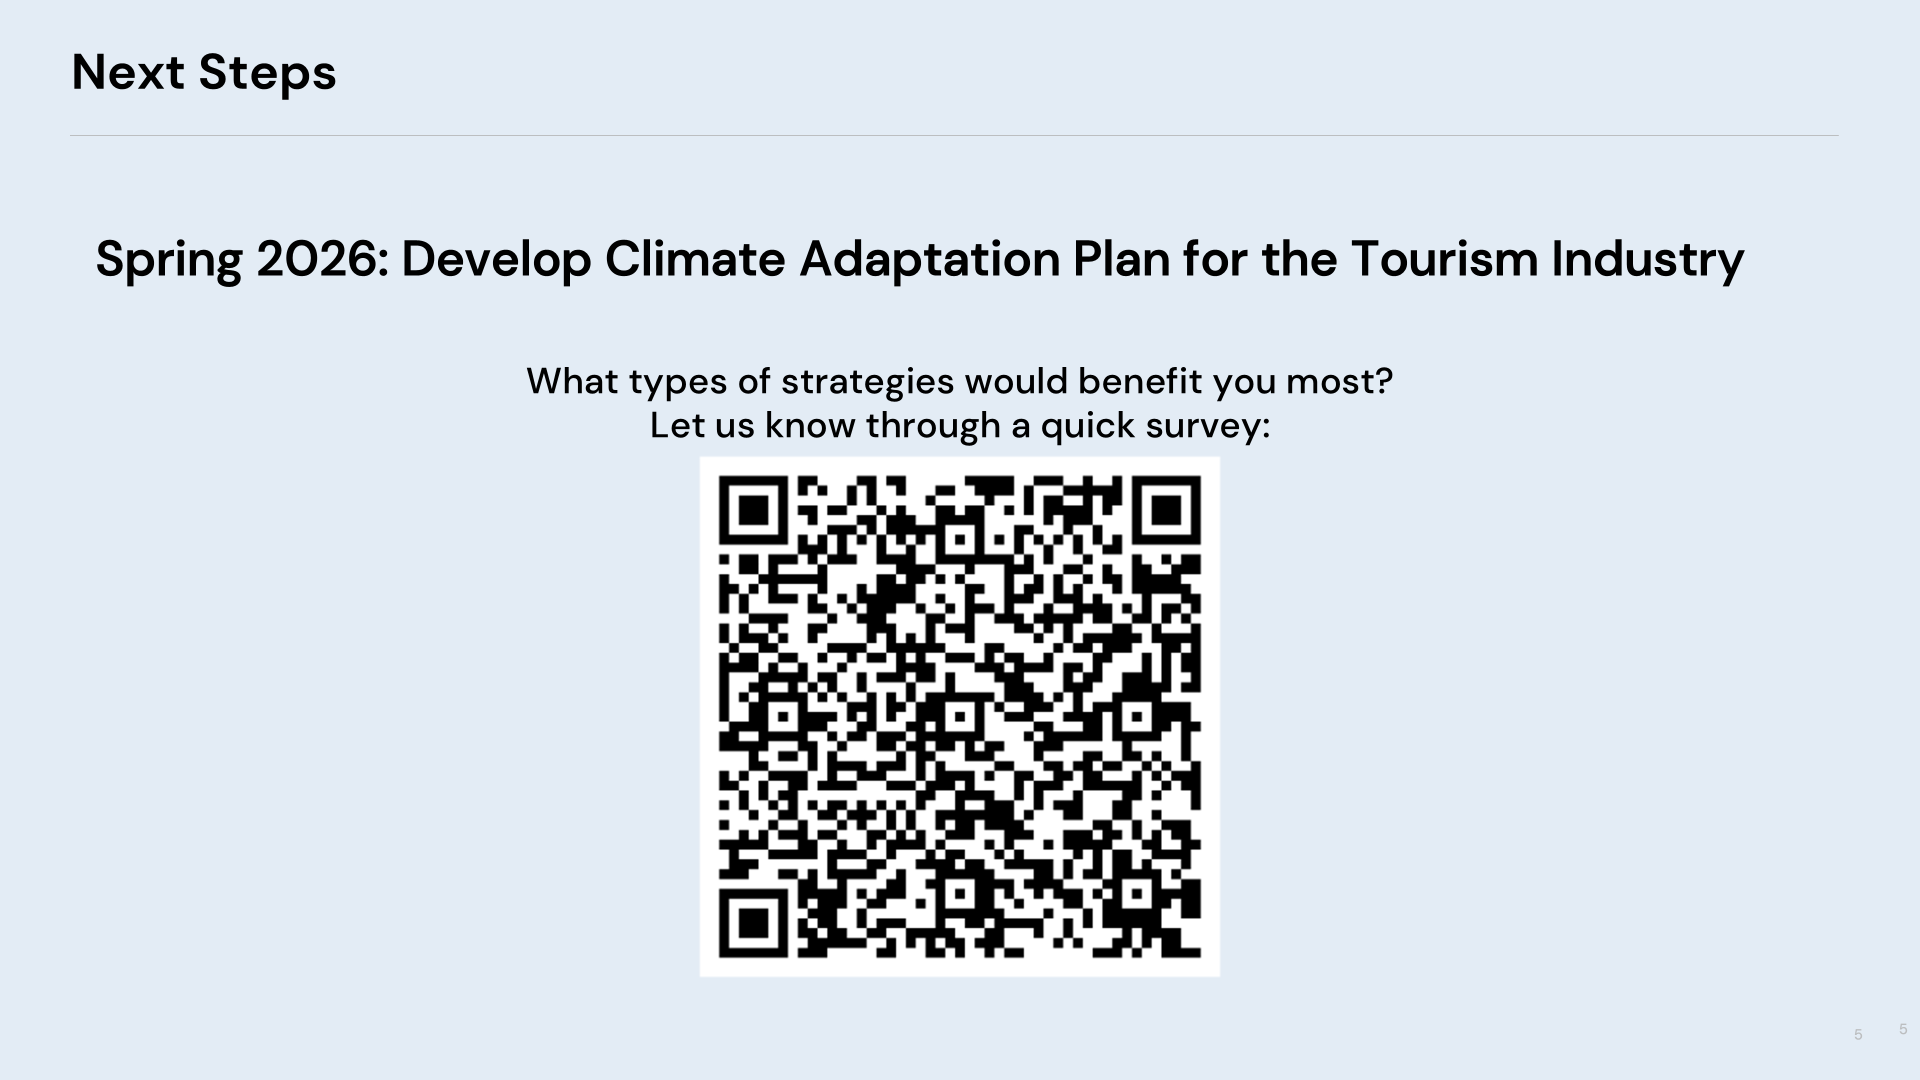 Next Steps
Spring 2026: Develop Climate Adaptation Plan for the Tourism Industry
What types of strategies would benefit you most?
Let us know through a quick survey:
5
5